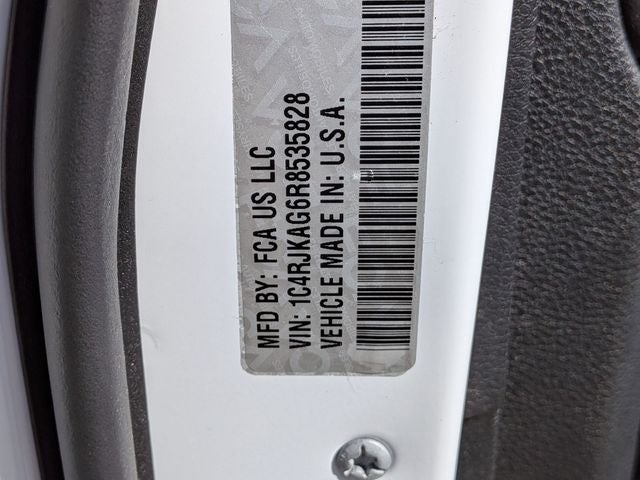 MFD BY: FCA US LLC
VIN: 1C4RJKAG6R8535828
VEHICLE MADE IN: U.S.A.